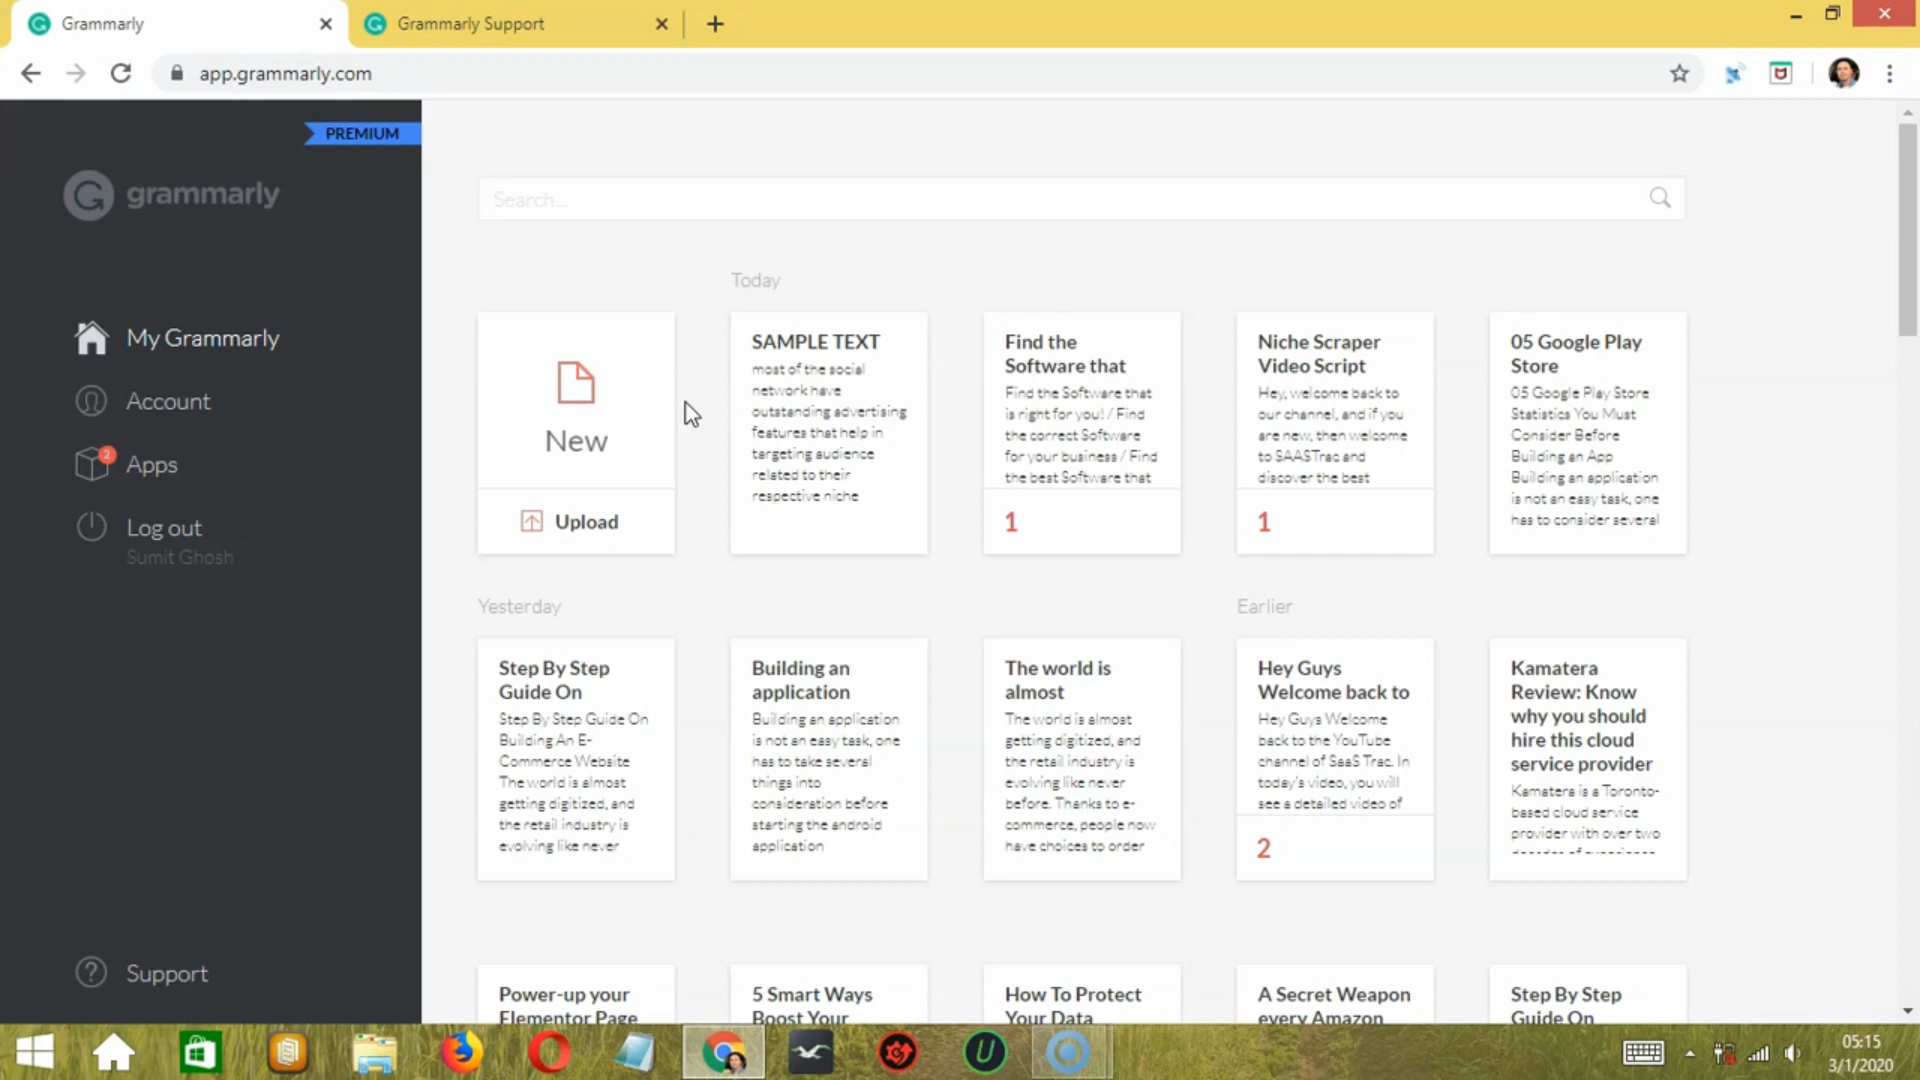 Grammarly
Grammarly Support
app.grammarly.com
PREMIUM
grammarly
My Grammarly
Account
2
Apps
Log out
Sumit Ghosh
Support
Search...
Today
New
Upload
SAMPLE TEXT
most of the social
network have
outstanding advertising
features that help in
targeting audience
related to their
respective niche
Find the
Software that
Find the Software that
is right for you! / Find
the correct Software
for your business / Find
the best Software that
1
Niche Scraper
Video Script
Hey, welcome back to
our channel, and if you
are new, then welcome
to SAASTrac and
discover the best
1
05 Google Play
Store
05 Google Play Store
Statistics You Must
Consider Before
Building an App
Building an application
is not an easy task, one
has to consider several
Yesterday
Earlier
Step By Step
Guide On
Step By Step Guide On
Building An E-
Commerce Website
The world is almost
getting digitized, and
the retail industry is
evolving like never
Building an
application
Building an application
is not an easy task, one
has to take several
things into
consideration before
starting the android
application
The world is
almost
The world is almost
getting digitized, and
the retail industry is
evolving like never
before. Thanks to e-
commerce, people now
have choices to order
Hey Guys
Welcome back to
Hey Guys Welcome
back to the YouTube
channel of SaaS Trac. In
today's video, you will
see a detailed video of
2
Kamatera
Review: Know
why you should
hire this cloud
service provider
Kamatera is a Toronto-
based cloud service
provider with over two
decades of experience
Power-up your
Elementor Page
5 Smart Ways
Boost Your
How To Protect
Your Data
A Secret Weapon
every Amazon
Step By Step
Guide On
05:15
3/1/2020